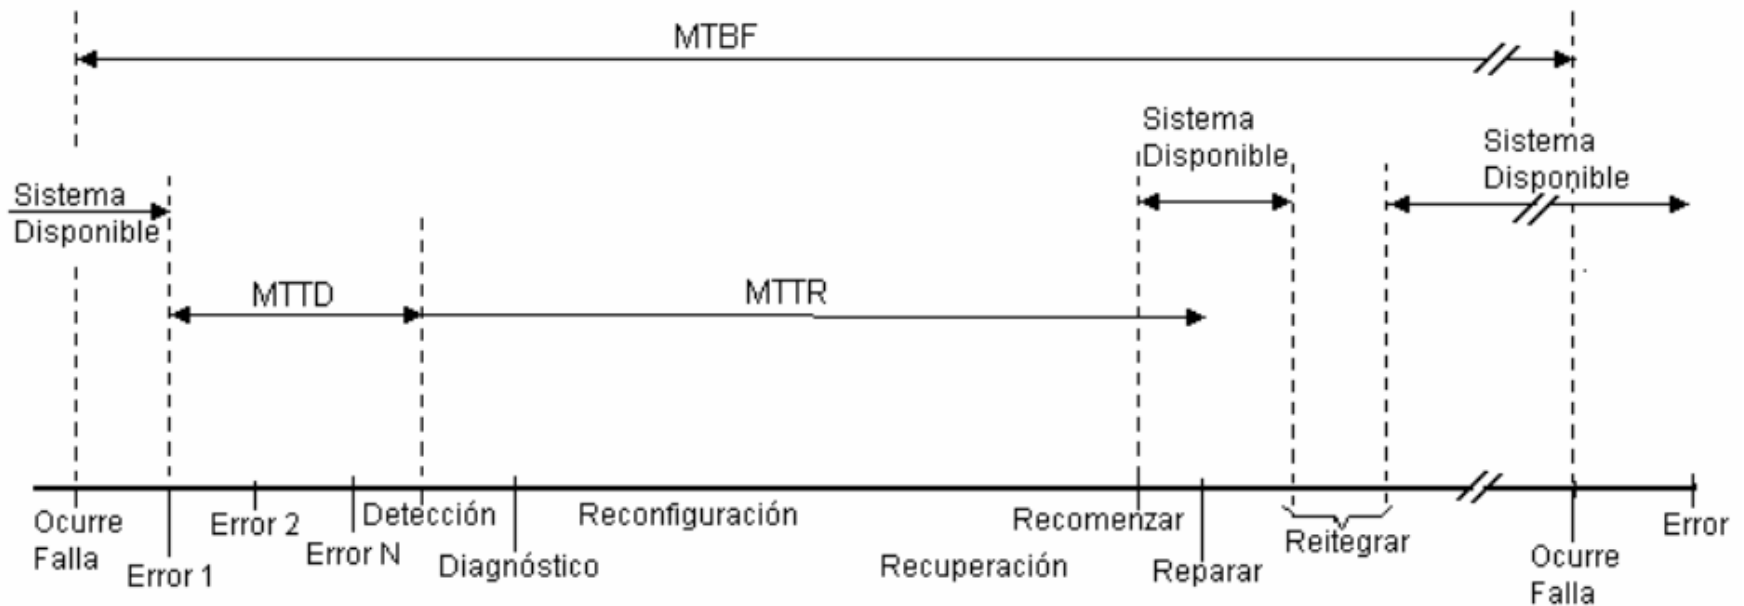 MTBF
Sistema
Disponible
Sistema
Disponible
Sistema
Disponible
MTTD
MTTR
Ocurre
Falla
Error 1
Error 2
Error N
Detección
Diagnóstico
Reconfiguración
Recuperación
Recomenzar
Reparar
Reitegrar
Ocurre
Falla
Error